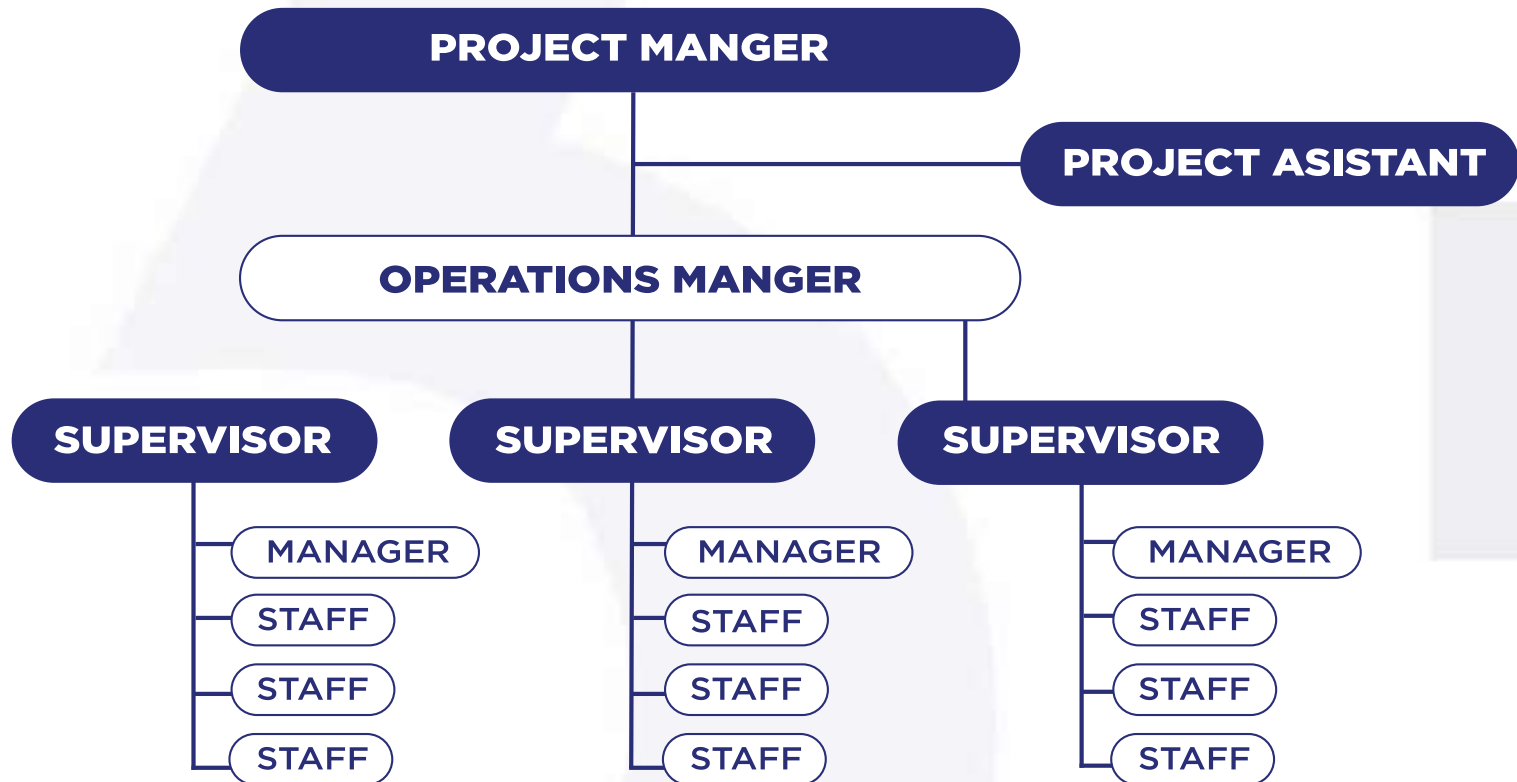 PROJECT MANGER
PROJECT ASISTANT
OPERATIONS MANGER
SUPERVISOR SUPERVISOR SUPERVISOR
MANAGER MANAGER MANAGER
STAFF STAFF STAFF
STAFF STAFF STAFF
STAFF STAFF STAFF